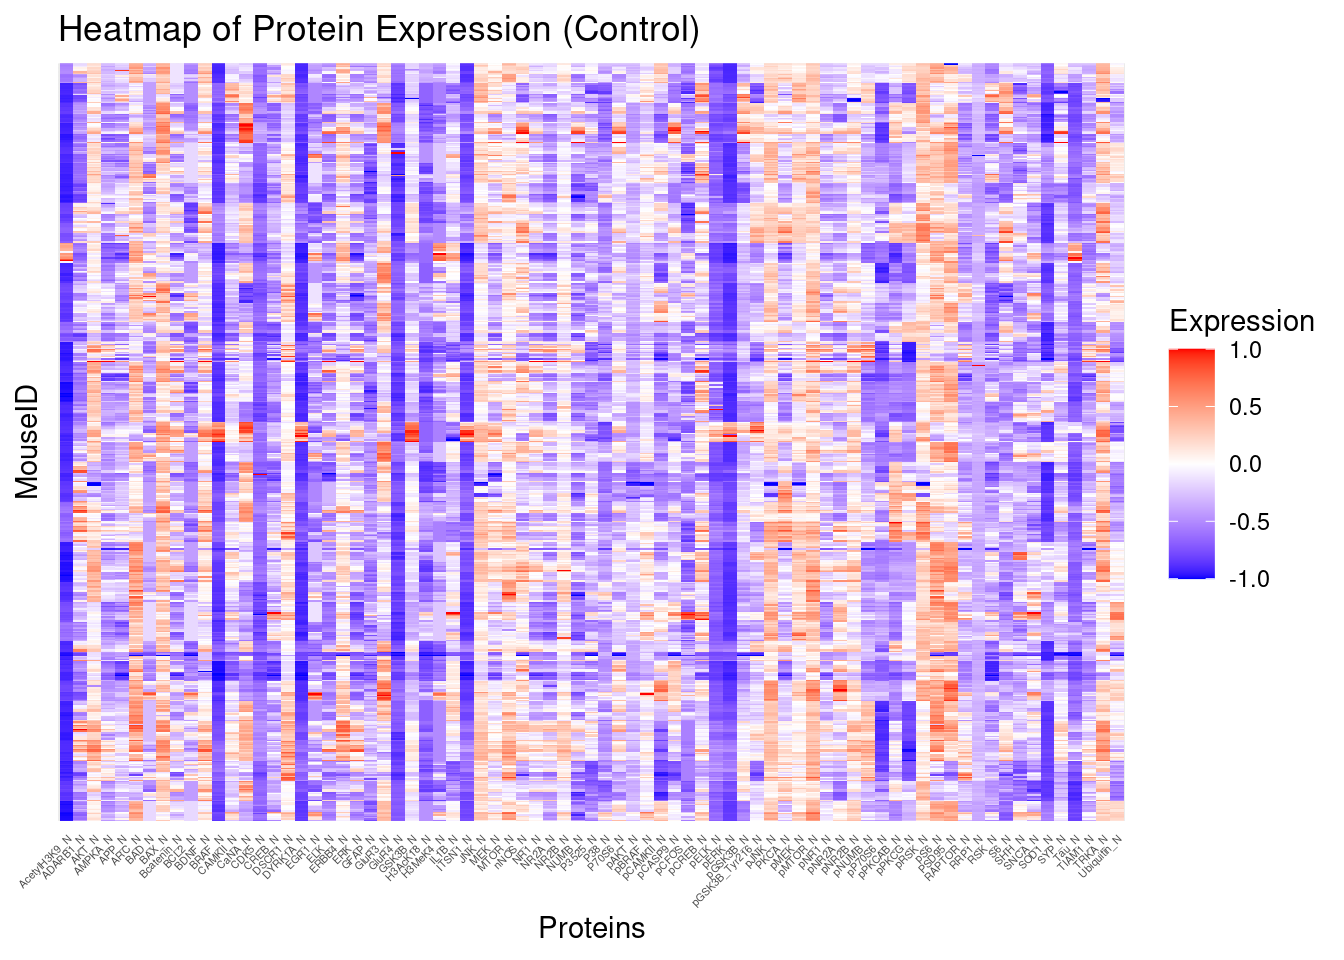 Heatmap of Protein Expression (Control)
MouseID
Expression
1.0
0.5
0.0
-0.5
-1.0
AcetylH3K9_N
ADARB1_N
AKT_N
AMPKA_N
APP_N
ARC_N
BAD_N
BAX_N
Bcatenin_N
BCL2_N
BDNF_N
BRAF_N
CAMKII_N
CaNA_N
CDK5_N
CREB_N
DSCR1_N
DYRK1A_N
EGR1_N
ELK_N
ERBB4_N
ERK_N
GFAP_N
GluR3_N
GluR4_N
GSK3B_N
H3AcK18_N
H3MeK4_N
IL1B_N
ITSN1_N
JNK_N
MEK_N
MTOR_N
nNOS_N
NR1_N
NR2A_N
NR2B_N
NUMB_N
P3525_N
P38_N
P70S6_N
pAKT_N
pBRAF_N
pCAMKII_N
pCASP9_N
pCFOS_N
pCREB_N
pELK_N
pERK_N
pGSK3B_N
pGSK3B_Tyr216_N
pJNK_N
pKCA_N
pMEK_N
pMTOR_N
pNR1_N
pNR2A_N
pNR2B_N
pNUMB_N
pP70S6_N
pPKCAB_N
pPKCG_N
pRSK_N
pS6_N
PSD95_N
RAPTOR_N
RRP1_N
RSK_N
S6_N
SHH_N
SNCA_N
SOD1_N
SYP_N
Tau_N
TIAM1_N
TRKA_N
Ubiquitin_N
Proteins